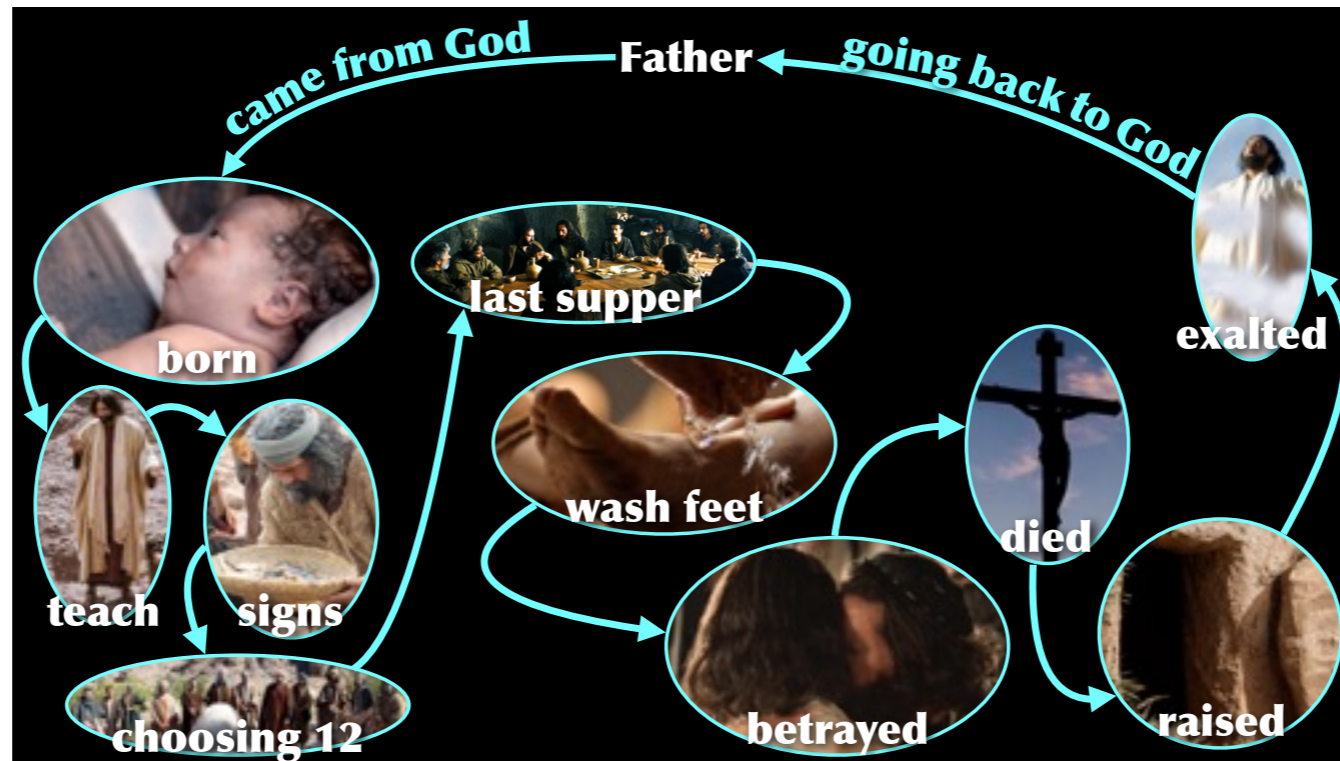 Father
came from God
born
teach
signs
choosing 12
last supper
wash feet
betrayed
died
raised
exalted
going back to God